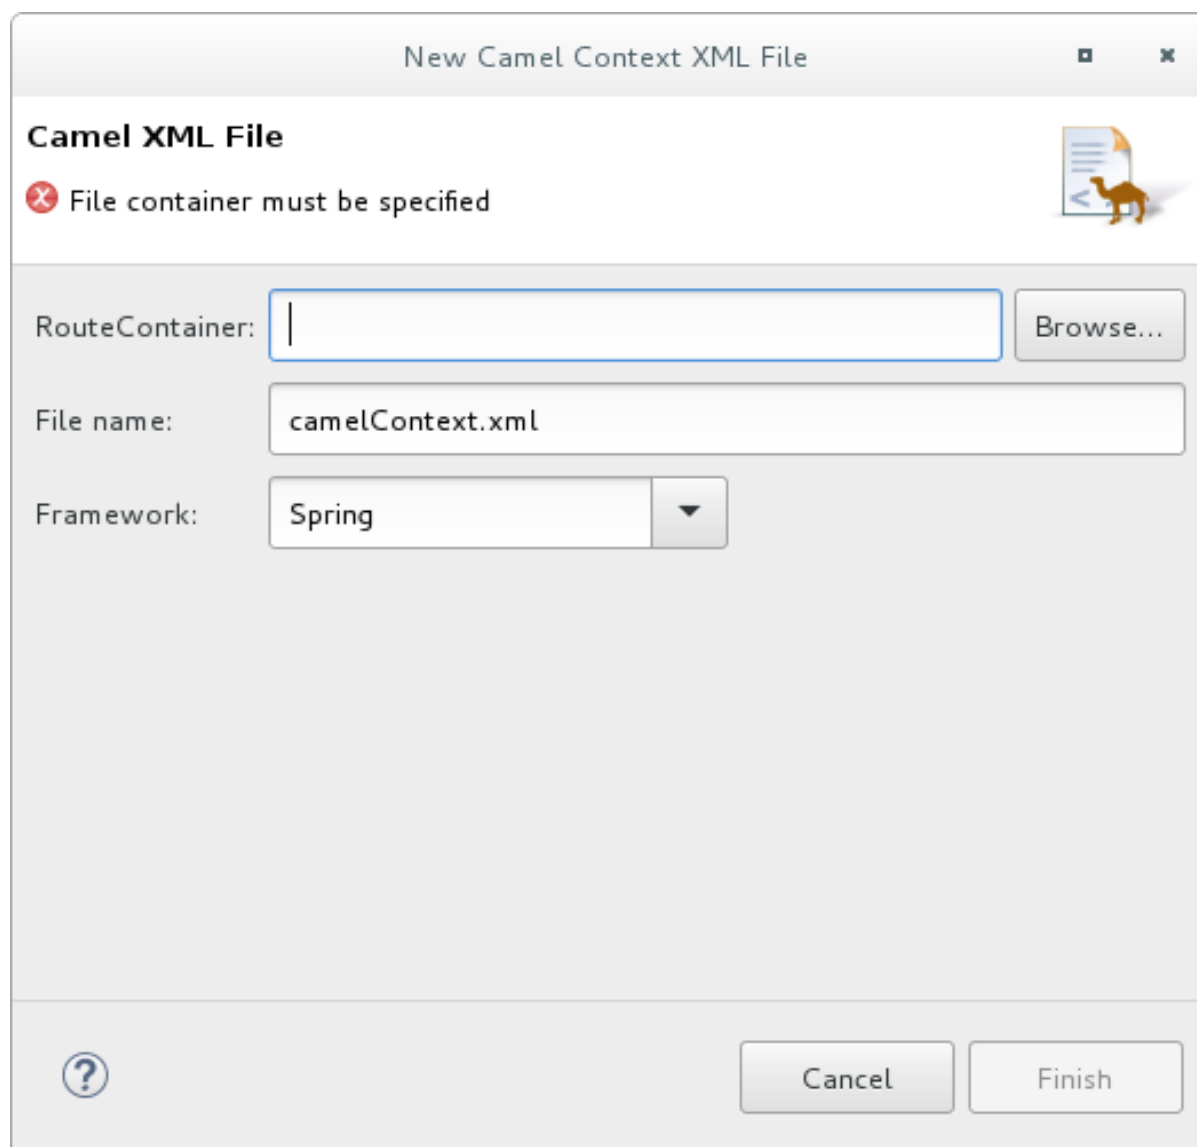 New Camel Context XML File
Camel XML File
File container must be specified
RouteContainer:
Browse...
File name:
camelContext.xml
Framework:
Spring
Cancel
Finish